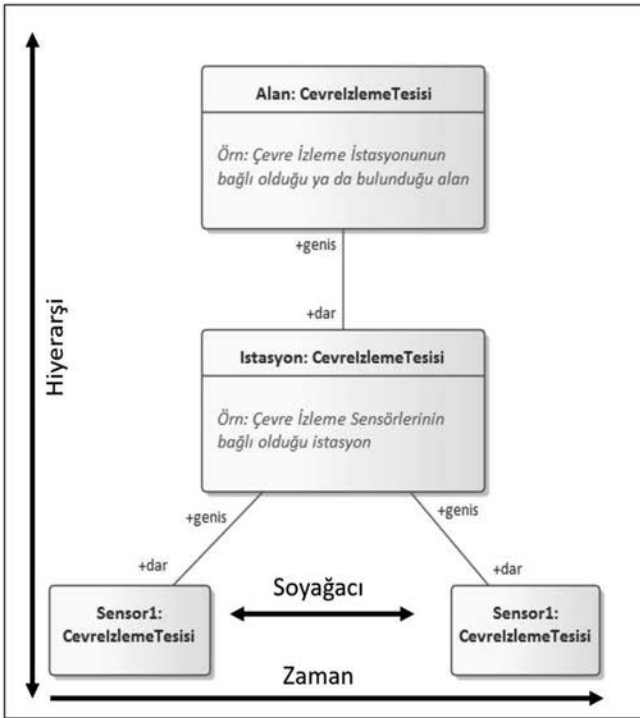 Alan: CevreIzlemeTesisi
Örn: Çevre İzleme İstasyonunun
bağlı olduğu ya da bulunduğu alan
+genis
+dar
Hiyerarşi
Istasyon: CevreIzlemeTesisi
Örn: Çevre İzleme Sensörlerinin
bağlı olduğu istasyon
+genis
+genis
+dar
+dar
Sensor1:
CevreIzlemeTesisi
Soyağacı
Sensor1:
CevreIzlemeTesisi
Zaman